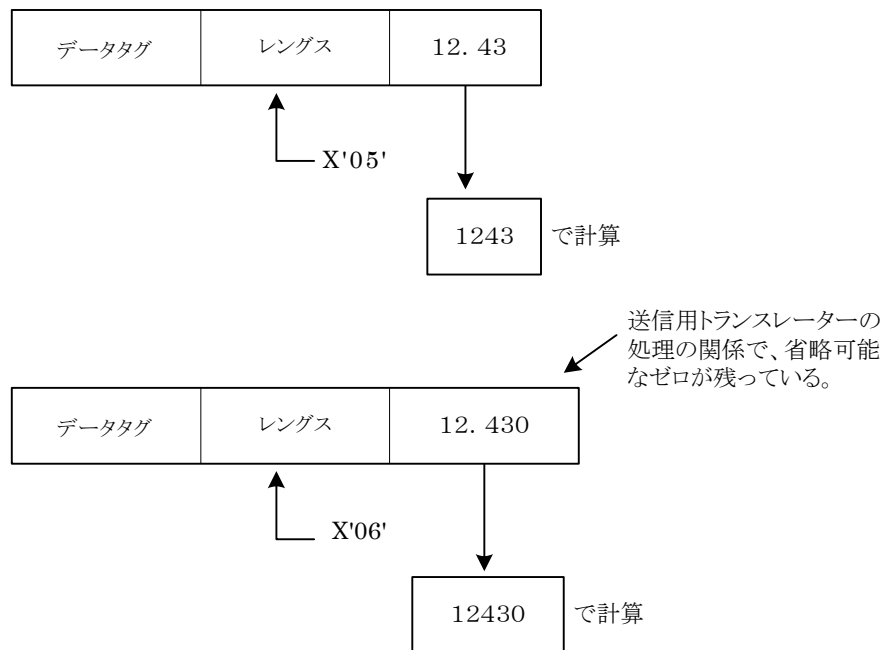 データタグ
レングス
12.43
X'05'
1243
で計算
送信用トランスレーターの
処理の関係で、省略可能
なゼロが残っている。
データタグ
レングス
12.430
X'06'
12430
で計算